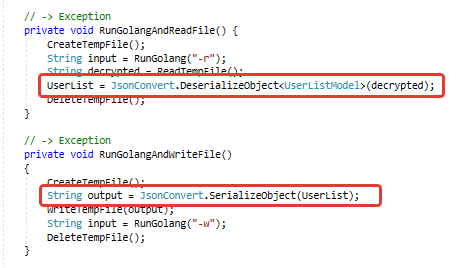 // -> Exception
private void RunGolangAndReadFile() {
CreateTempFile();
String input = RunGolang("-r");
String decrypted = ReadTempFile();
UserList = JsonConvert.DeserializeObject<UserListModel>(decrypted);
DeleteTempFile();
}
// -> Exception
private void RunGolangAndWriteFile()
{
CreateTempFile();
String output = JsonConvert.SerializeObject(UserList);
WriteTempFile(output);
String input = RunGolang("-w");
DeleteTempFile();
}